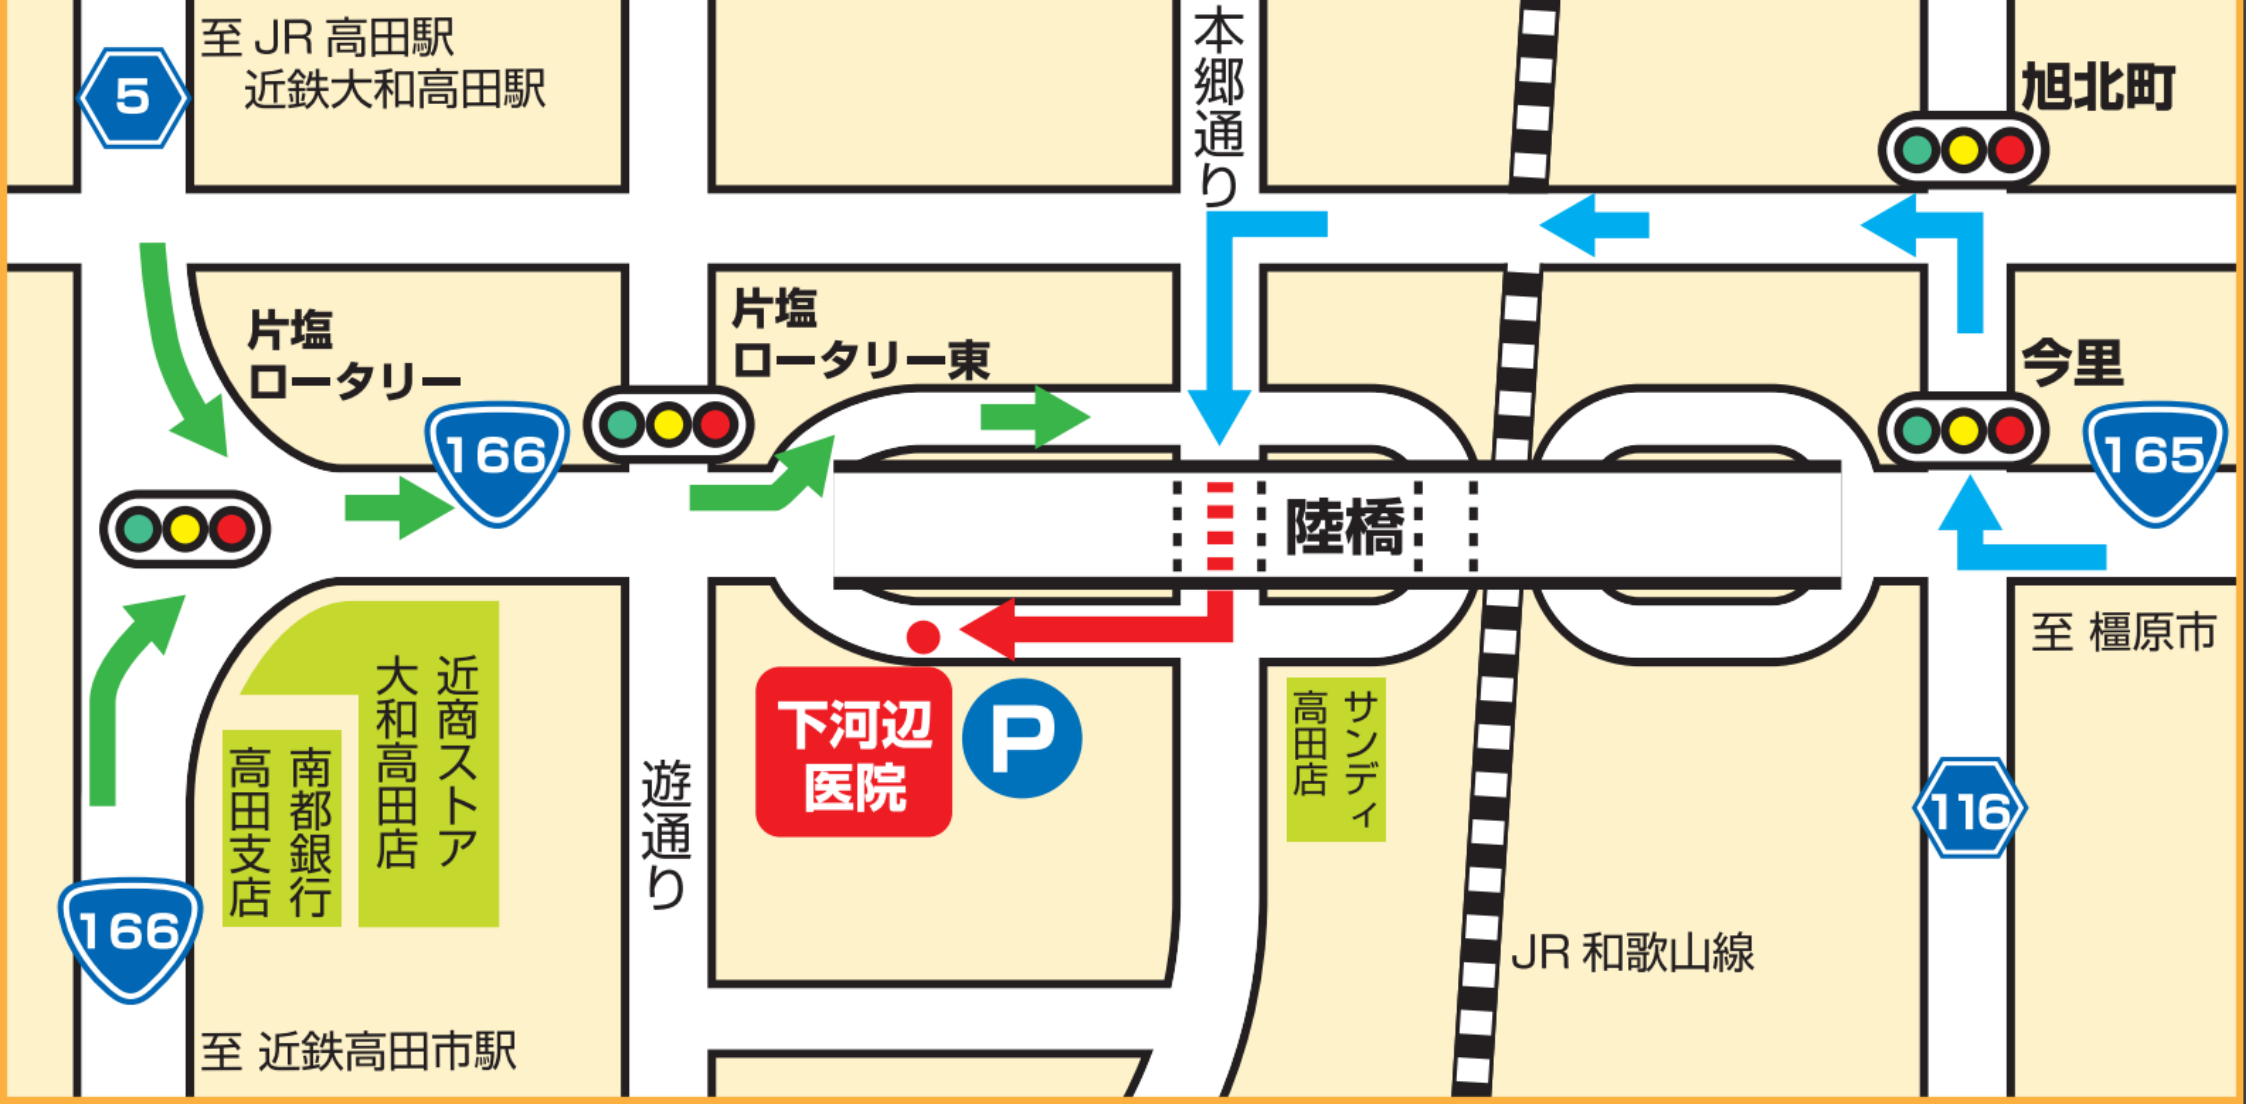 至 JR 高田駅
近鉄大和高田駅
5
本郷通り
旭北町
片塩
ロータリー
片塩
ロータリー東
今里
166
165
陸橋
至 橿原市
近商ストア
大和高田店
南都銀行
高田支店
遊通り
下河辺
医院
P
サンディ
高田店
116
166
JR 和歌山線
至 近鉄高田市駅